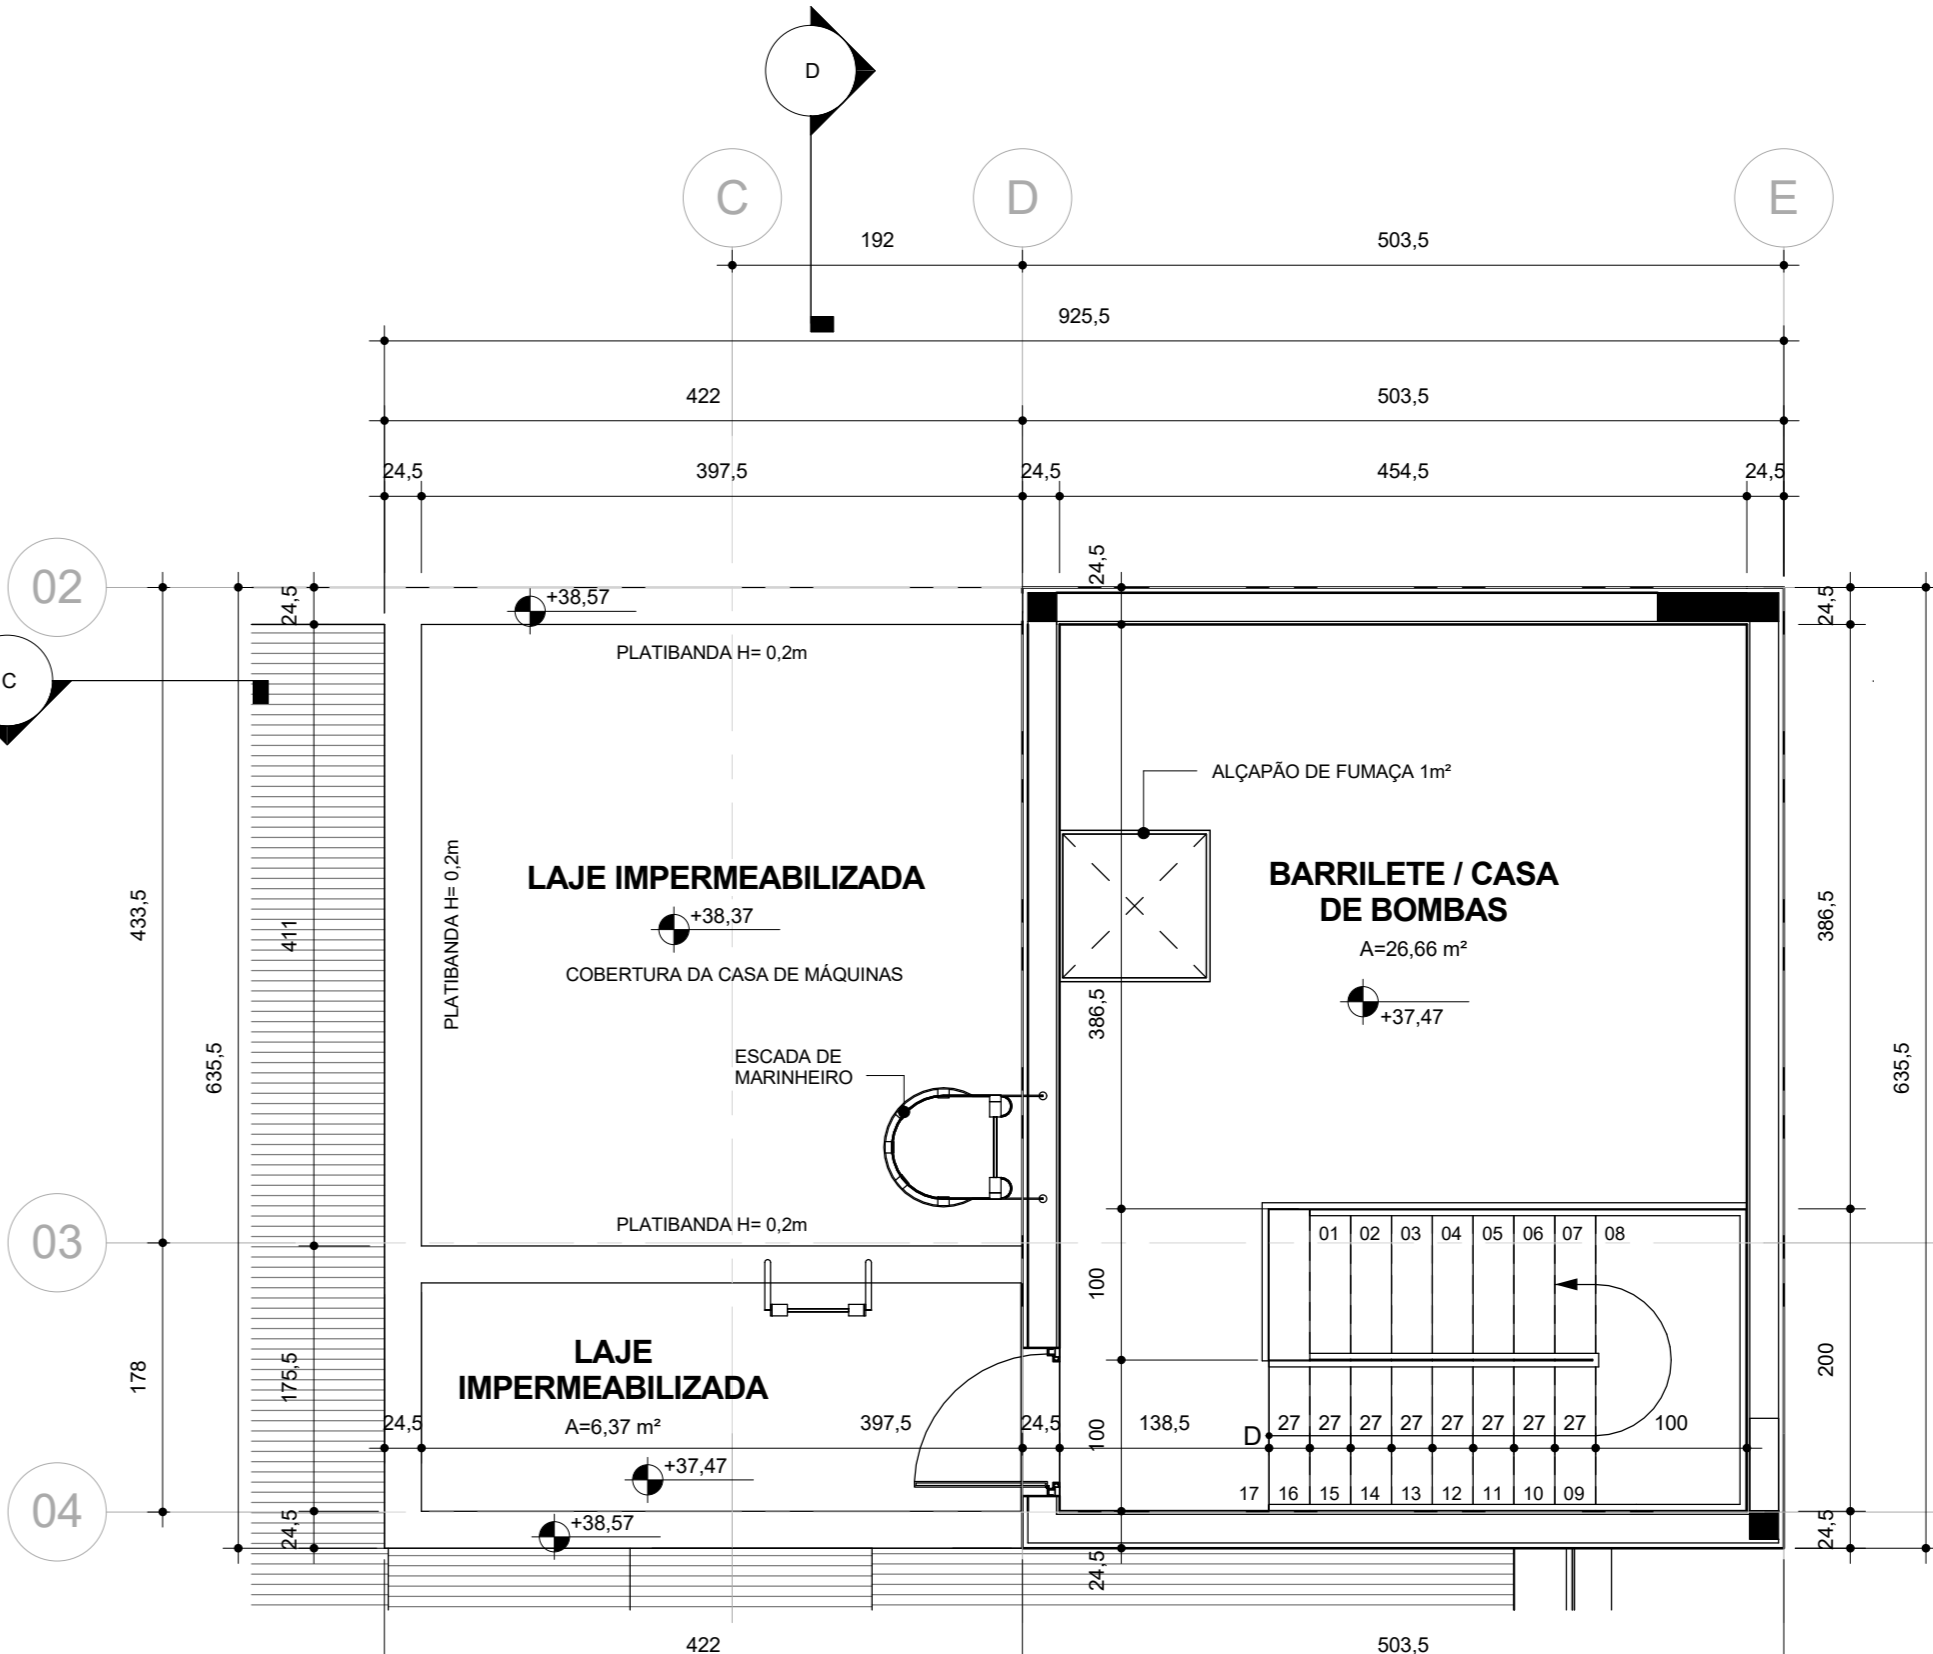 D
C
D
E
192
503,5
925,5
422
503,5
24,5
397,5
24,5
454,5
24,5
02
24,5
+38,57
24,5
24,5
PLATIBANDA H= 0,2m
C
ALÇAPÃO DE FUMAÇA 1m²
PLATIBANDA H= 0,2m
LAJE IMPERMEABILIZADA
+38,37
COBERTURA DA CASA DE MÁQUINAS
BARRILETE / CASA
DE BOMBAS
A=26,66 m²
+37,47
433,5
411
386,5
386,5
635,5
635,5
ESCADA DE
MARINHEIRO
PLATIBANDA H= 0,2m
03
01 02 03 04 05 06 07 08
100
178
175,5
200
LAJE
IMPERMEABILIZADA
A=6,37 m²
24,5
397,5
24,5
138,5
27 27 27 27 27 27 27 27
100
100
D
+37,47
17 16 15 14 13 12 11 10 09
04
24,5
+38,57
24,5
24,5
422
503,5